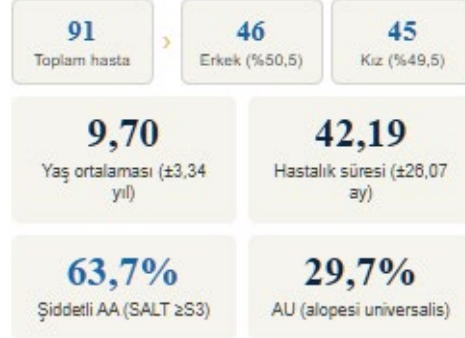 91
Toplam hasta
›
46
Erkek (%50,5)
45
Kız (%49,5)
9,70
Yaş ortalaması (±3,34
yıl)
42,19
Hastalık süresi (±26,07
ay)
63,7%
Şiddetli AA (SALT ≥S3)
29,7%
AU (alopesi universalis)